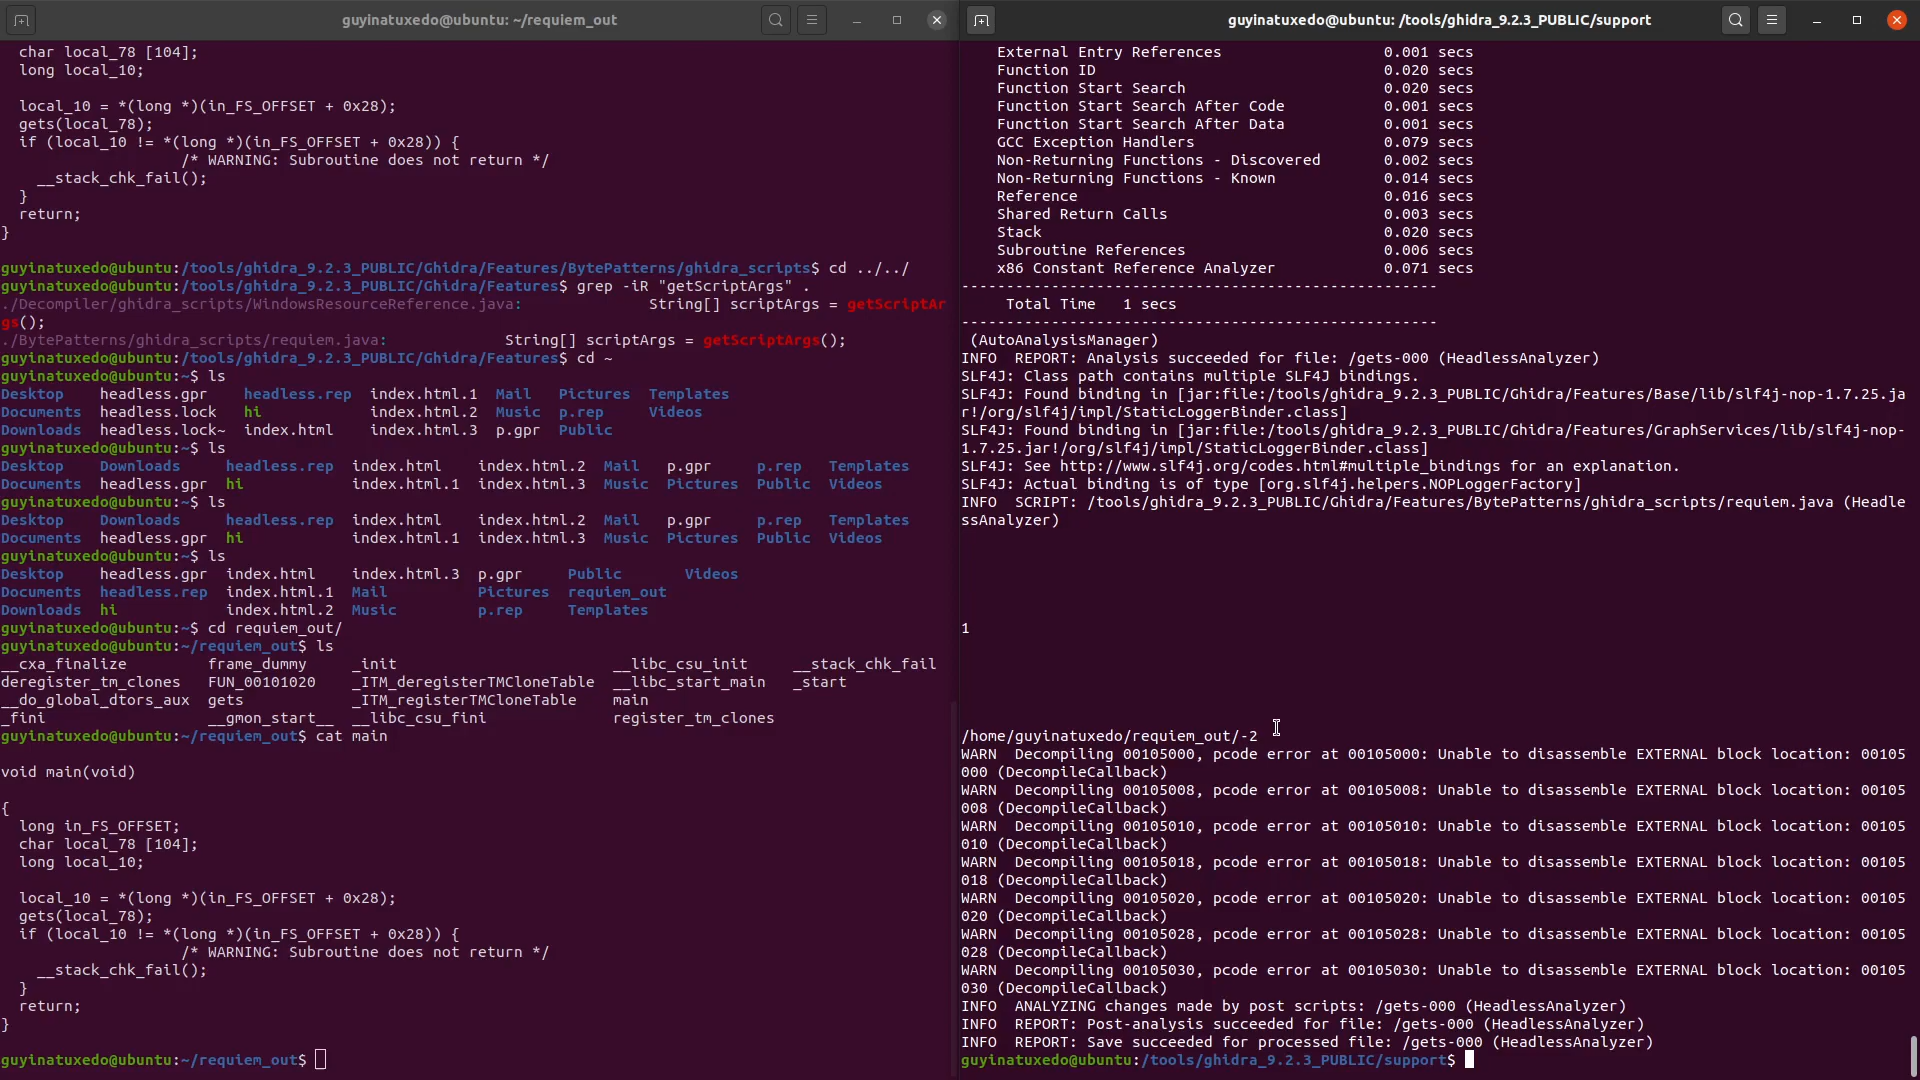 guyinatuxedo@ubuntu: ~/requiem_out
  char local_78 [104];
  long local_10;
  local_10 = *(long *)(in_FS_OFFSET + 0x28);
  gets(local_78);
  if (local_10 != *(long *)(in_FS_OFFSET + 0x28)) {
                    /* WARNING: Subroutine does not return */
    __stack_chk_fail();
  }
  return;
}
guyinatuxedo@ubuntu:/tools/ghidra_9.2.3_PUBLIC/Ghidra/Features/BytePatterns/ghidra_scripts$ cd ../../
guyinatuxedo@ubuntu:/tools/ghidra_9.2.3_PUBLIC/Ghidra/Features$ grep -iR "getScriptArgs" .
./Decompiler/ghidra_scripts/WindowsResourceReference.java:              String[] scriptArgs = getScriptAr
gs();
./BytePatterns/ghidra_scripts/requiem.java:             String[] scriptArgs = getScriptArgs();
guyinatuxedo@ubuntu:/tools/ghidra_9.2.3_PUBLIC/Ghidra/Features$ cd ~
guyinatuxedo@ubuntu:~$ ls
Desktop    headless.gpr    headless.rep  index.html.1  Mail   Pictures  Templates
Documents  headless.lock   hi            index.html.2  Music  p.rep     Videos
Downloads  headless.lock~  index.html    index.html.3  p.gpr  Public
guyinatuxedo@ubuntu:~$ ls
Desktop    Downloads     headless.rep  index.html    index.html.2  Mail   p.gpr     p.rep   Templates
Documents  headless.gpr  hi            index.html.1  index.html.3  Music  Pictures  Public  Videos
guyinatuxedo@ubuntu:~$ ls
Desktop    Downloads     headless.rep  index.html    index.html.2  Mail   p.gpr     p.rep   Templates
Documents  headless.gpr  hi            index.html.1  index.html.3  Music  Pictures  Public  Videos
guyinatuxedo@ubuntu:~$ ls
Desktop    headless.gpr  index.html    index.html.3  p.gpr     Public       Videos
Documents  headless.rep  index.html.1  Mail          Pictures  requiem_out
Downloads  hi            index.html.2  Music         p.rep     Templates
guyinatuxedo@ubuntu:~$ cd requiem_out/
guyinatuxedo@ubuntu:~/requiem_out$ ls
__cxa_finalize         frame_dummy     _init                        __libc_csu_init     __stack_chk_fail
deregister_tm_clones   FUN_00101020    _ITM_deregisterTMCloneTable  __libc_start_main   _start
__do_global_dtors_aux  gets            _ITM_registerTMCloneTable    main
_fini                  __gmon_start__  __libc_csu_fini              register_tm_clones
guyinatuxedo@ubuntu:~/requiem_out$ cat main
void main(void)
{
  long in_FS_OFFSET;
  char local_78 [104];
  long local_10;
  local_10 = *(long *)(in_FS_OFFSET + 0x28);
  gets(local_78);
  if (local_10 != *(long *)(in_FS_OFFSET + 0x28)) {
                    /* WARNING: Subroutine does not return */
    __stack_chk_fail();
  }
  return;
}
guyinatuxedo@ubuntu:~/requiem_out$
guyinatuxedo@ubuntu: /tools/ghidra_9.2.3_PUBLIC/support
    External Entry References                  0.001 secs
    Function ID                                0.020 secs
    Function Start Search                      0.020 secs
    Function Start Search After Code           0.001 secs
    Function Start Search After Data           0.001 secs
    GCC Exception Handlers                     0.079 secs
    Non-Returning Functions - Discovered       0.002 secs
    Non-Returning Functions - Known            0.014 secs
    Reference                                  0.016 secs
    Shared Return Calls                        0.003 secs
    Stack                                      0.020 secs
    Subroutine References                      0.006 secs
    x86 Constant Reference Analyzer            0.071 secs
-----------------------------------------------------
     Total Time   1 secs
-----------------------------------------------------
 (AutoAnalysisManager)
INFO  REPORT: Analysis succeeded for file: /gets-000 (HeadlessAnalyzer)
SLF4J: Class path contains multiple SLF4J bindings.
SLF4J: Found binding in [jar:file:/tools/ghidra_9.2.3_PUBLIC/Ghidra/Features/Base/lib/slf4j-nop-1.7.25.ja
r!/org/slf4j/impl/StaticLoggerBinder.class]
SLF4J: Found binding in [jar:file:/tools/ghidra_9.2.3_PUBLIC/Ghidra/Features/GraphServices/lib/slf4j-nop-
1.7.25.jar!/org/slf4j/impl/StaticLoggerBinder.class]
SLF4J: See http://www.slf4j.org/codes.html#multiple_bindings for an explanation.
SLF4J: Actual binding is of type [org.slf4j.helpers.NOPLoggerFactory]
INFO  SCRIPT: /tools/ghidra_9.2.3_PUBLIC/Ghidra/Features/BytePatterns/ghidra_scripts/requiem.java (Headle
ssAnalyzer)
1
/home/guyinatuxedo/requiem_out/-2
WARN  Decompiling 00105000, pcode error at 00105000: Unable to disassemble EXTERNAL block location: 00105
000 (DecompileCallback)
WARN  Decompiling 00105008, pcode error at 00105008: Unable to disassemble EXTERNAL block location: 00105
008 (DecompileCallback)
WARN  Decompiling 00105010, pcode error at 00105010: Unable to disassemble EXTERNAL block location: 00105
010 (DecompileCallback)
WARN  Decompiling 00105018, pcode error at 00105018: Unable to disassemble EXTERNAL block location: 00105
018 (DecompileCallback)
WARN  Decompiling 00105020, pcode error at 00105020: Unable to disassemble EXTERNAL block location: 00105
020 (DecompileCallback)
WARN  Decompiling 00105028, pcode error at 00105028: Unable to disassemble EXTERNAL block location: 00105
028 (DecompileCallback)
WARN  Decompiling 00105030, pcode error at 00105030: Unable to disassemble EXTERNAL block location: 00105
030 (DecompileCallback)
INFO  ANALYZING changes made by post scripts: /gets-000 (HeadlessAnalyzer)
INFO  REPORT: Post-analysis succeeded for file: /gets-000 (HeadlessAnalyzer)
INFO  REPORT: Save succeeded for processed file: /gets-000 (HeadlessAnalyzer)
guyinatuxedo@ubuntu:/tools/ghidra_9.2.3_PUBLIC/support$